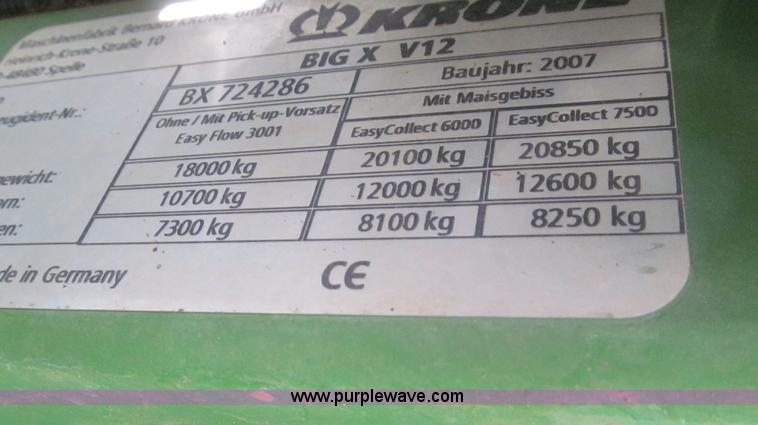 Maschinenfabrik Bernard KRONE GmbH
Heinrich-Krone-Straße 10
48480 Spelle
KRONE
BIG X V12
BX 724286
Baujahr: 2007
Ohne / Mit Pick-up-Vorsatz
Easy Flow 3001
Mit Maisgebiss
EasyCollect 6000
EasyCollect 7500
18000 kg
20100 kg
20850 kg
10700 kg
12000 kg
12600 kg
7300 kg
8100 kg
8250 kg
in Germany
CE
www.purplewave.com